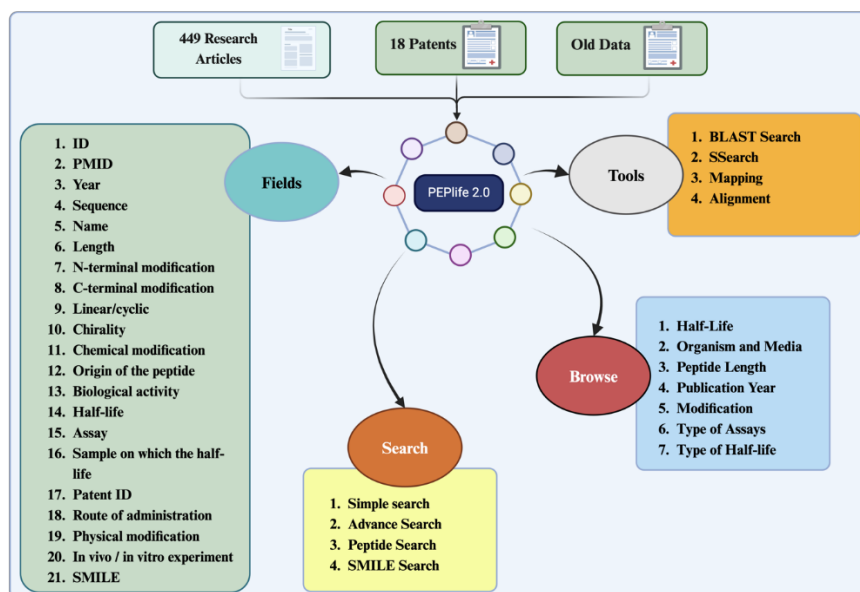 449 Research
Articles
18 Patents
Old Data
1. ID
2. PMID
3. Year
4. Sequence
5. Name
6. Length
7. N-terminal modification
8. C-terminal modification
9. Linear/cyclic
10. Chirality
11. Chemical modification
12. Origin of the peptide
13. Biological activity
14. Half-life
15. Assay
16. Sample on which the half-
life
17. Patent ID
18. Route of administration
19. Physical modification
20. In vivo / in vitro experiment
21. SMILE
Fields
PEPlife 2.0
Tools
1. BLAST Search
2. SSearch
3. Mapping
4. Alignment
Browse
1. Half-Life
2. Organism and Media
3. Peptide Length
4. Publication Year
5. Modification
6. Type of Assays
7. Type of Half-life
Search
1. Simple search
2. Advance Search
3. Peptide Search
4. SMILE Search